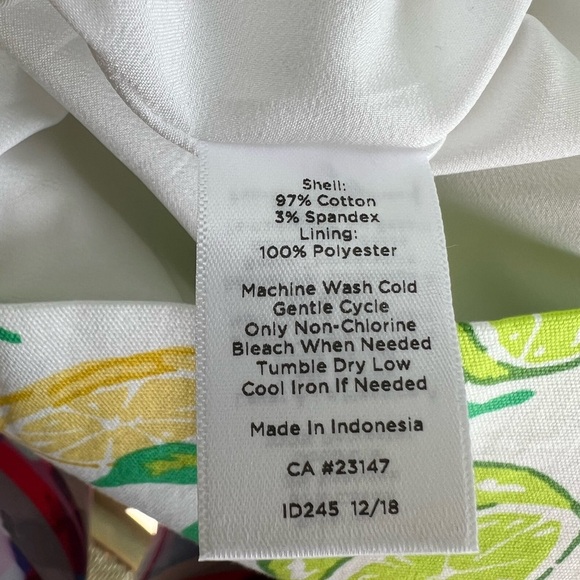 Shell:
97% Cotton
3% Spandex
Lining:
100% Polyester
Machine Wash Cold
Gentle Cycle
Only Non-Chlorine
Bleach When Needed
Tumble Dry Low
Cool Iron If Needed
Made In Indonesia
CA #23147
ID245 12/18